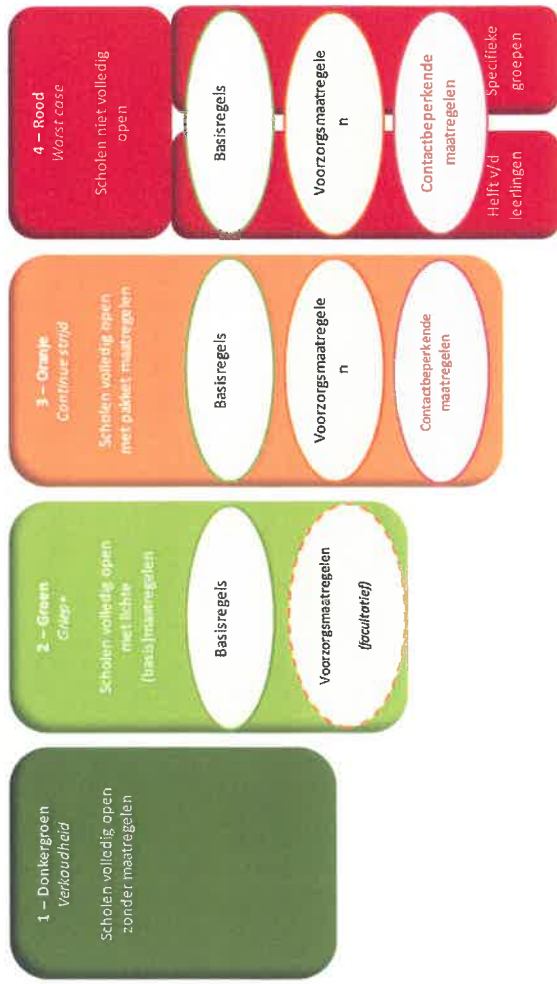 1 – Donkergroen
Verkoudheid
Scholen volledig open
zonder maatregelen
2 – Groen
Griep+
Scholen volledig open
met lichte
(basis)maatregelen
Basisregels
Voorzorgsmaatregelen
(facultatief)
3 – Oranje
Continue strijd
Scholen volledig open
met pakket maatregelen
Basisregels
Voorzorgsmaatregele
n
Contactbeperkende
maatregelen
4 – Rood
Worst case
Scholen niet volledig
open
Basisregels
Voorzorgsmaatregele
n
Contactbeperkende
maatregelen
Helft v/d
leerlingen
Specifieke
groepen